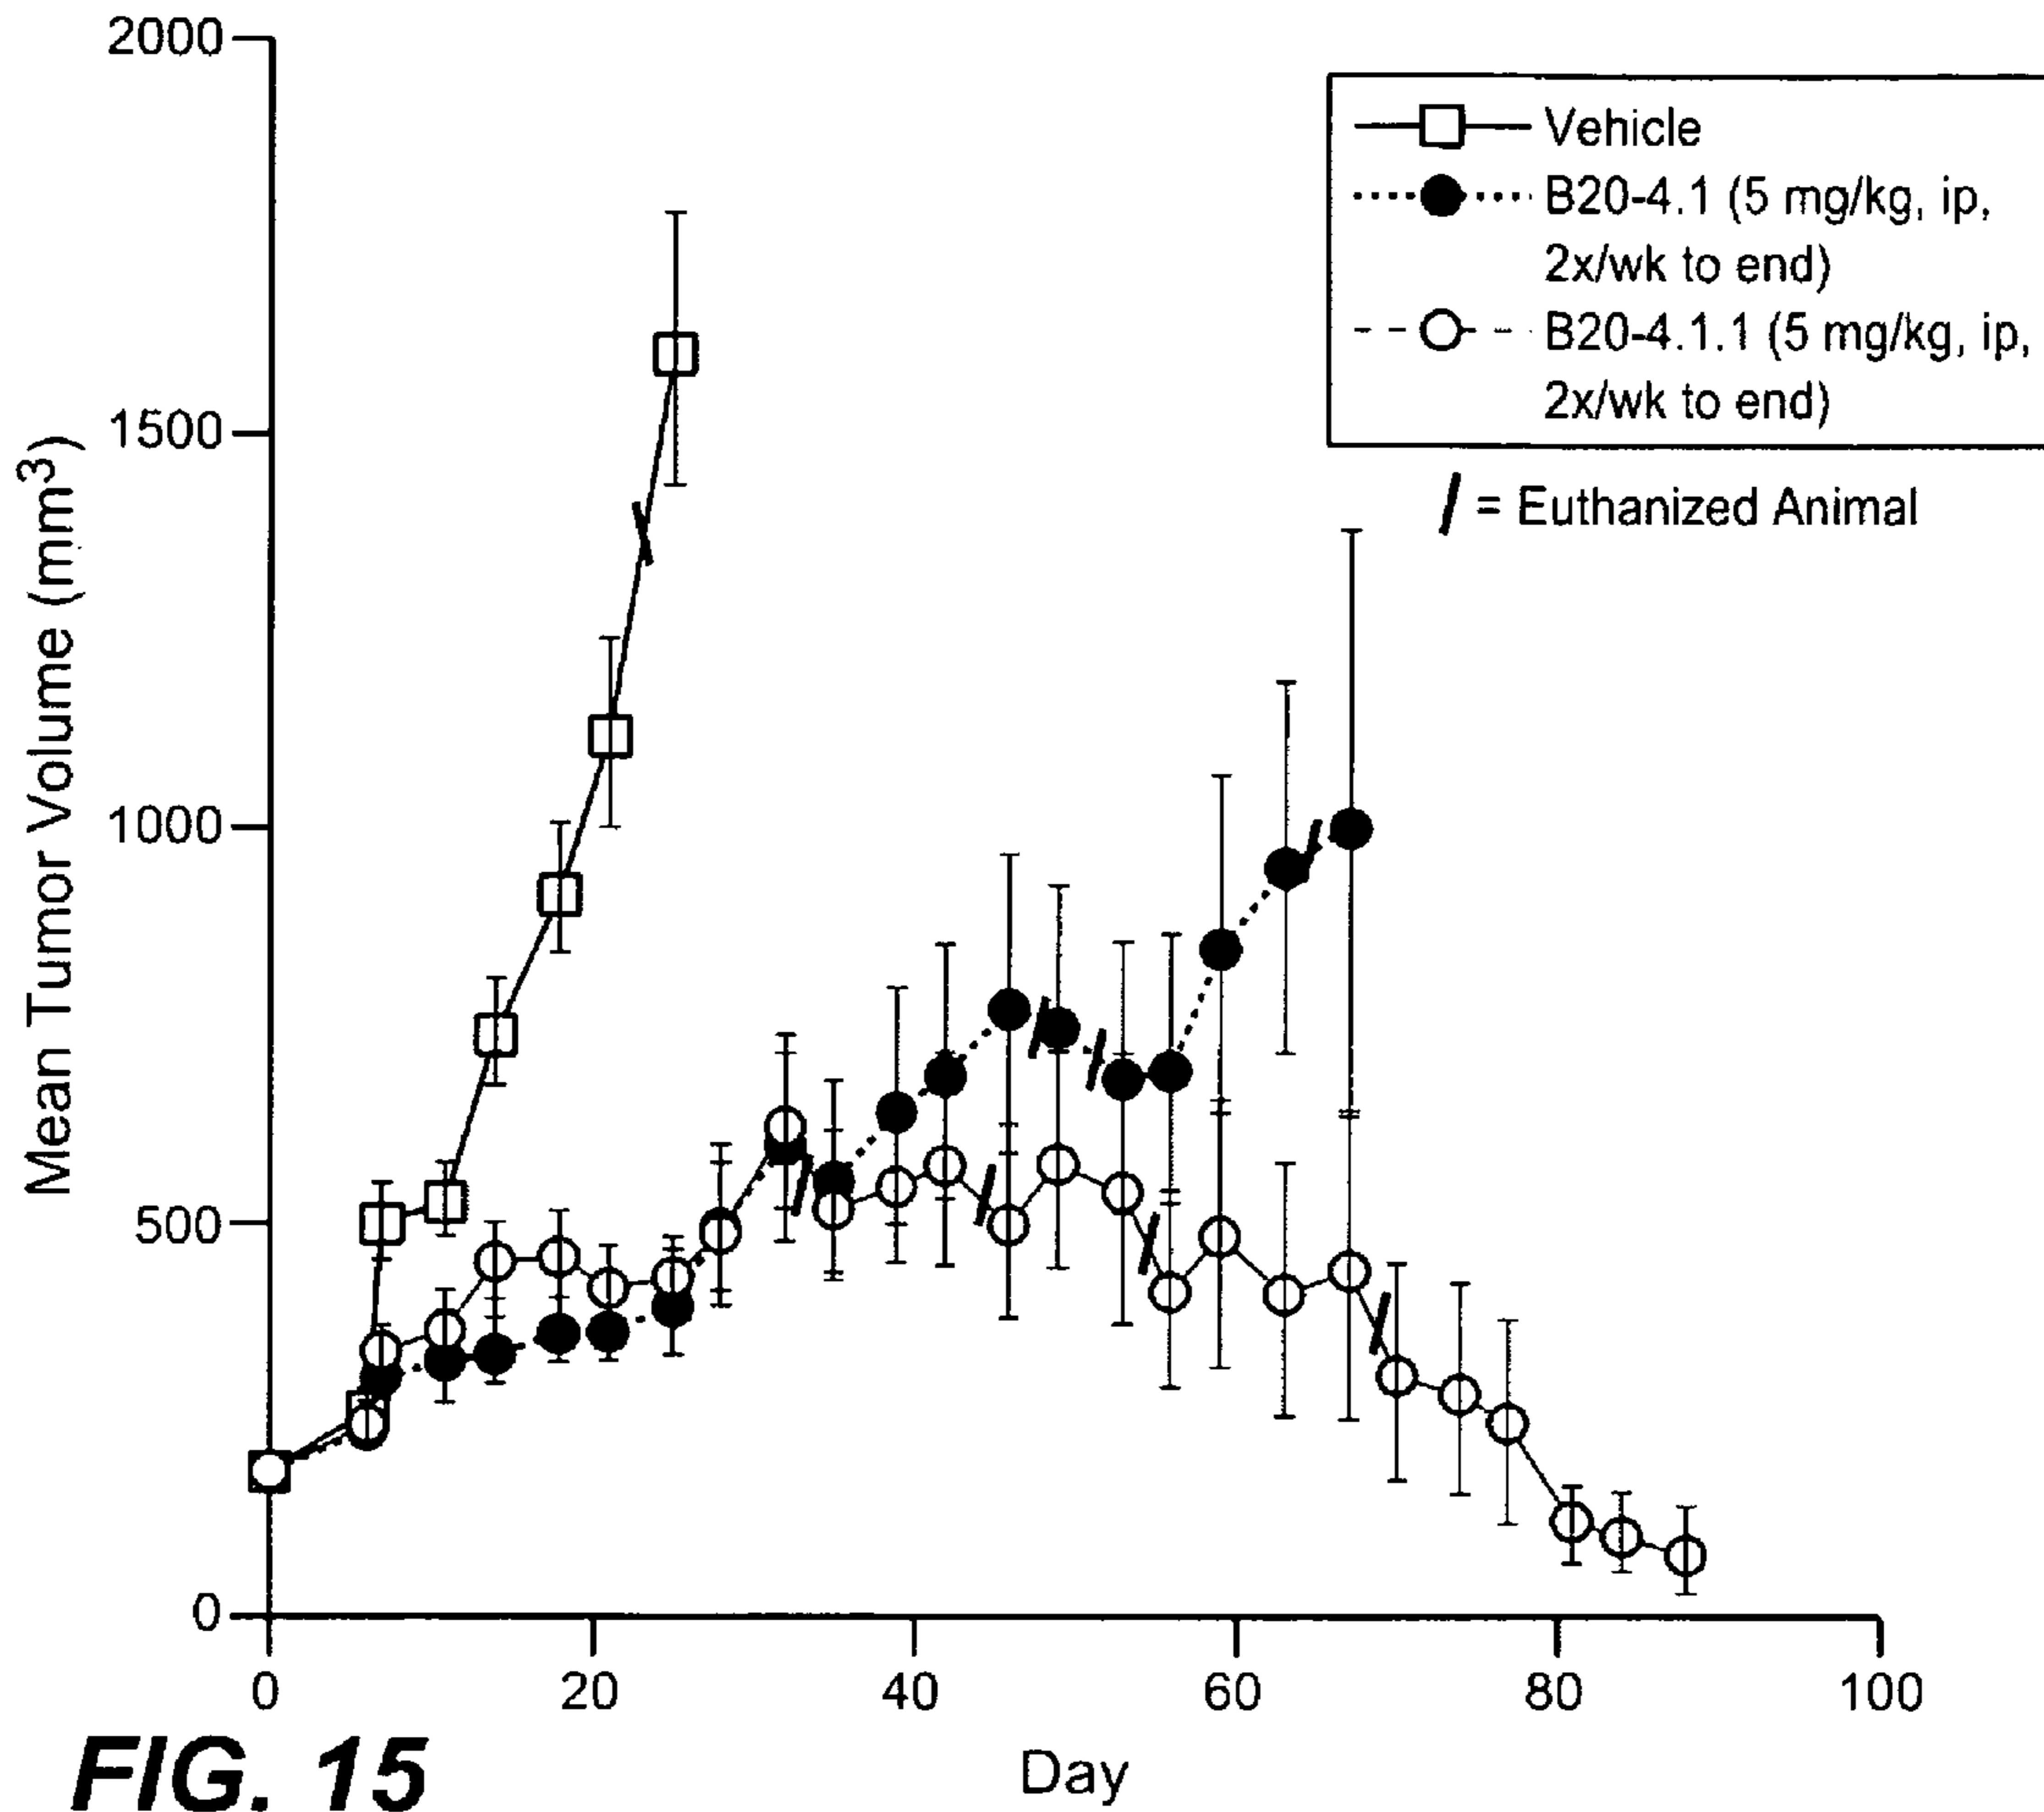 2000
1500
1000
500
0
Mean Tumor Volume (mm³)
Vehicle
B20-4.1 (5 mg/kg, ip,
2x/wk to end)
B20-4.1.1 (5 mg/kg, ip,
2x/wk to end)
/ = Euthanized Animal
0 20 40 60 80 100
Day
FIG. 15